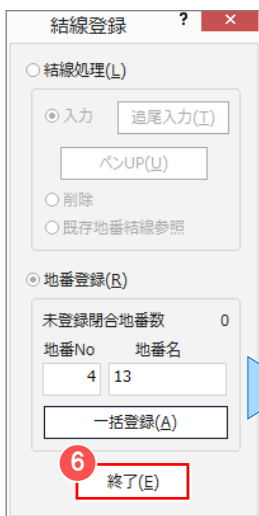 結線登録 ? ×
結線処理(L)
入力 追尾入力(T)
ペンUP(U)
削除
既存地番結線参照
地番登録(R)
未登録閉合地番数 0
地番No 地番名
4 13
一括登録(A)
6
終了(E)